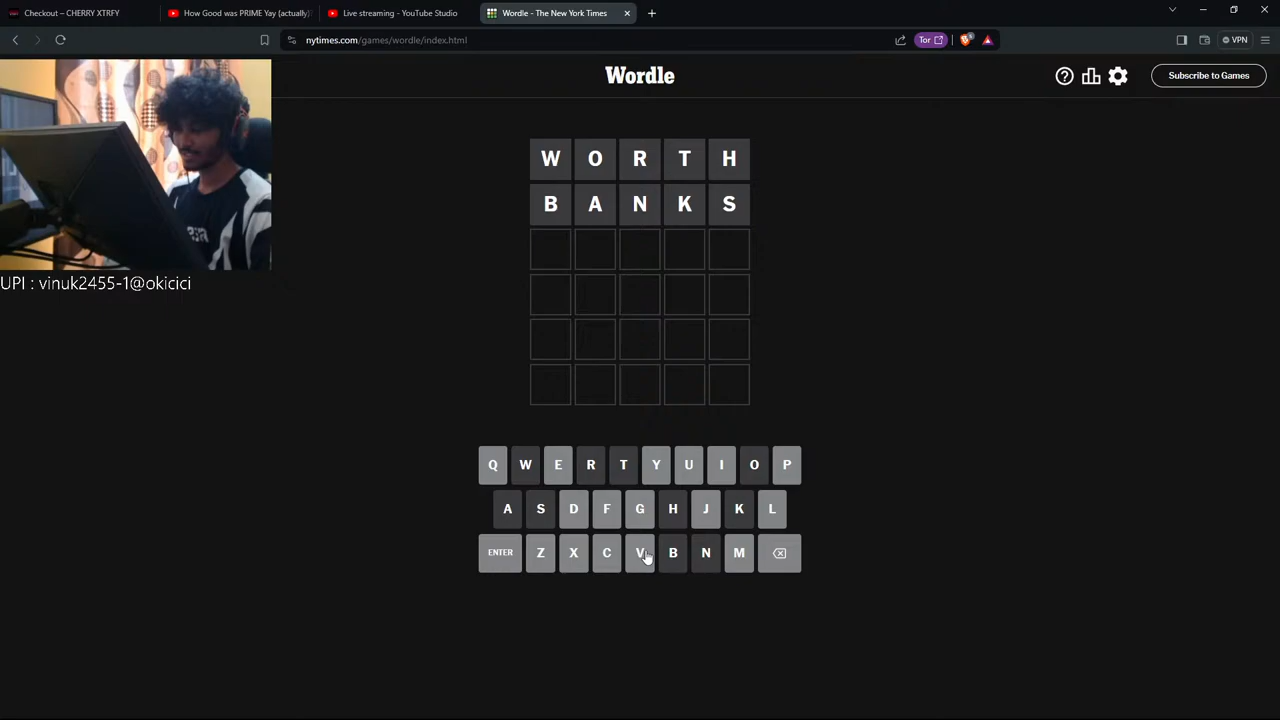 Checkout – CHERRY XTRFY
How Good was PRIME Yay (actually)
Live streaming - YouTube Studio
Wordle - The New York Times
nytimes.com/games/wordle/index.html
Tor
VPN
Wordle
Subscribe to Games
W O R T H
B A N K S
UPI : vinuk2455-1@okicici
Q W E R T Y U I O P
A S D F G H J K L
ENTER Z X C V B N M